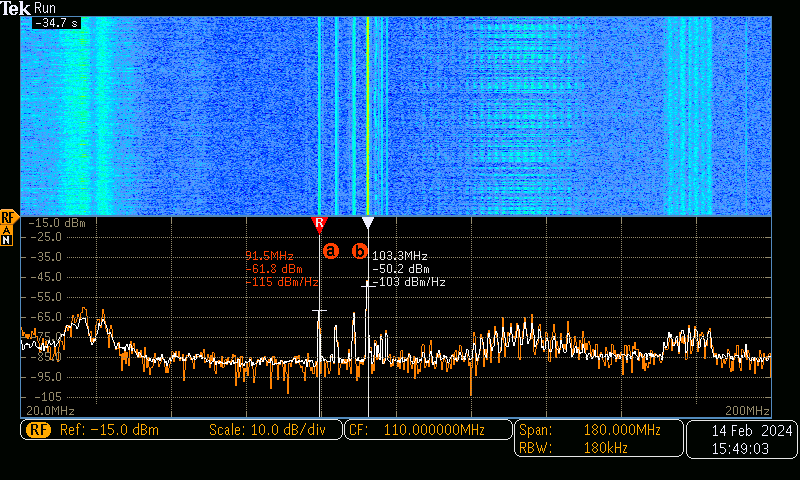 Tek Run
-34.7 s
RF
A
N
-15.0 dBm
R
-25.0
a b
91.5MHz 103.3MHz
-35.0
-61.8 dBm -50.2 dBm
-45.0
-115 dBm/Hz -103 dBm/Hz
-55.0
-65.0
-75.0
-85.0
-95.0
-105
20.0MHz 200MHz
RF Ref: -15.0 dBm Scale: 10.0 dB/div CF: 110.000000MHz Span: 180.000MHz 14 Feb 2024
RBW: 180kHz 15:49:03